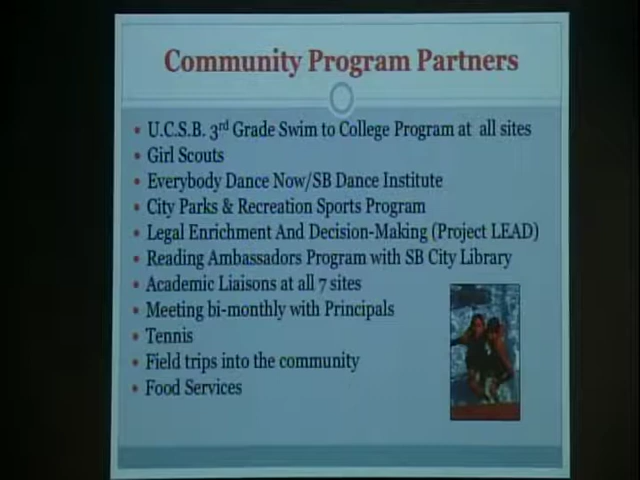 Community Program Partners
• U.C.S.B. 3rd Grade Swim to College Program at all sites
• Girl Scouts
• Everybody Dance Now/SB Dance Institute
• City Parks & Recreation Sports Program
• Legal Enrichment And Decision-Making (Project LEAD)
• Reading Ambassadors Program with SB City Library
• Academic Liaisons at all 7 sites
• Meeting bi-monthly with Principals
• Tennis
• Field trips into the community
• Food Services